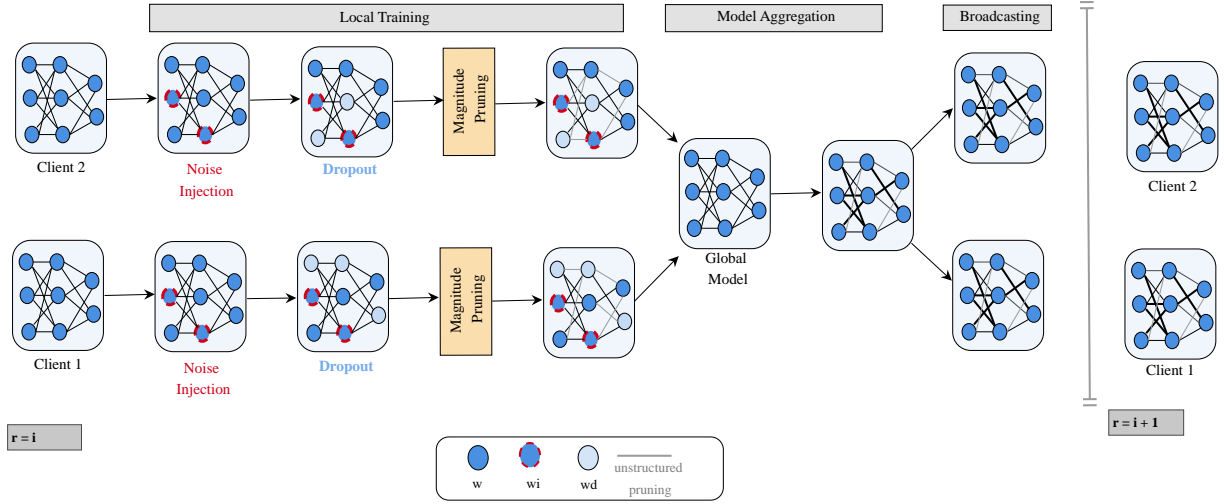 Local Training
Model Aggregation
Broadcasting
Magnitude
Pruning
Client 2
Noise
Injection
Dropout
Client 2
Global
Model
Magnitude
Pruning
Client 1
Noise
Injection
Dropout
Client 1
r = i
r = i + 1
w
wi
wd
unstructured
pruning